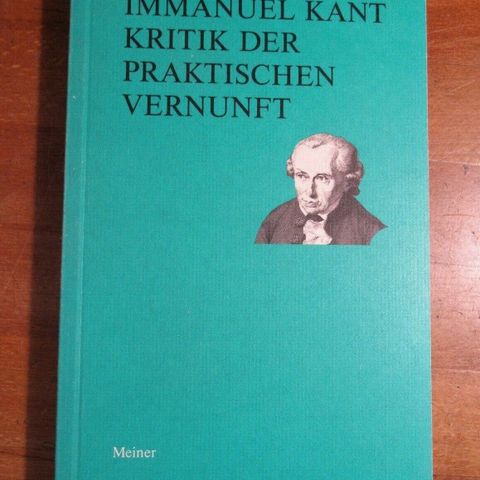 IMMANUEL KANT
KRITIK DER
PRAKTISCHEN
VERNUNFT
Meiner